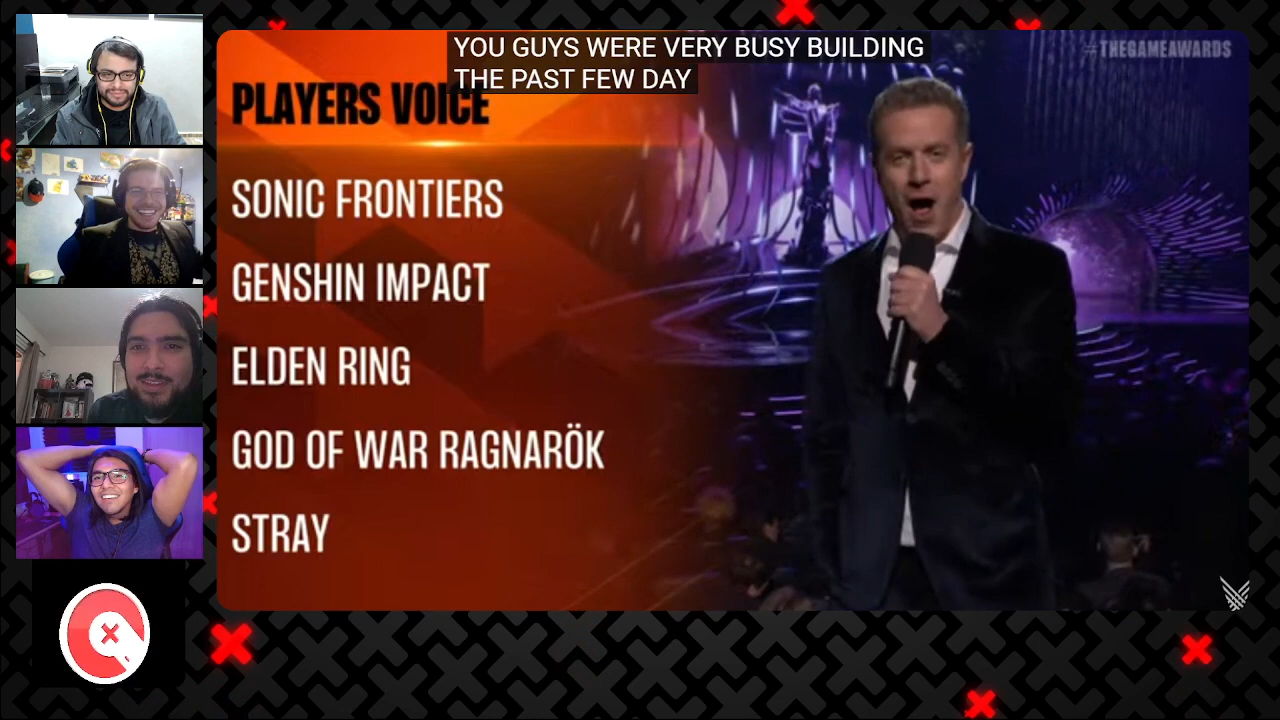 YOU GUYS WERE VERY BUSY BUILDING
THE PAST FEW DAY
#THEGAMEAWARDS
PLAYERS VOICE
SONIC FRONTIERS
GENSHIN IMPACT
ELDEN RING
GOD OF WAR RAGNARÖK
STRAY